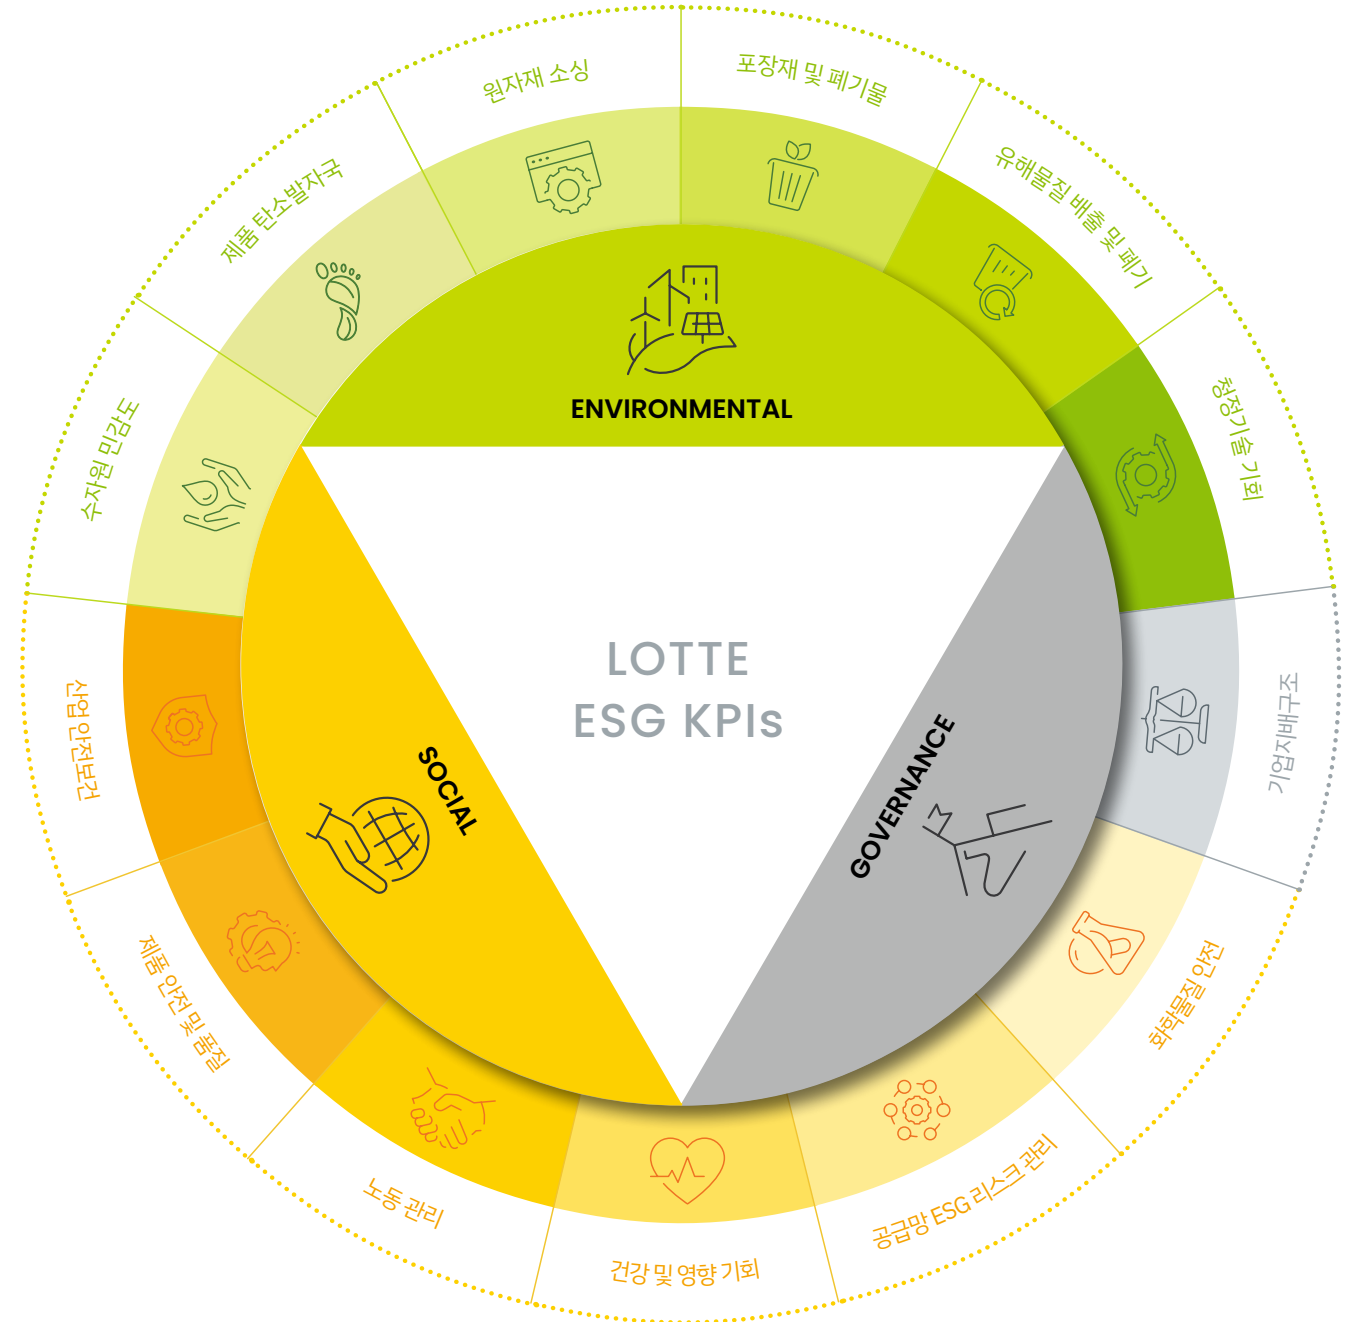 원자재 소싱
포장재 및 폐기물
유해물질 배출 및 폐기
청정기술 기회
기업지배구조
화학물질 안전
공급망 ESG 리스크 관리
건강 및 영향 기회
노동 관리
제품 안전 및 품질
산업 안전보건
수자원 민감도
제품 탄소발자국
ENVIRONMENTAL
SOCIAL
GOVERNANCE
LOTTE
ESG KPIs